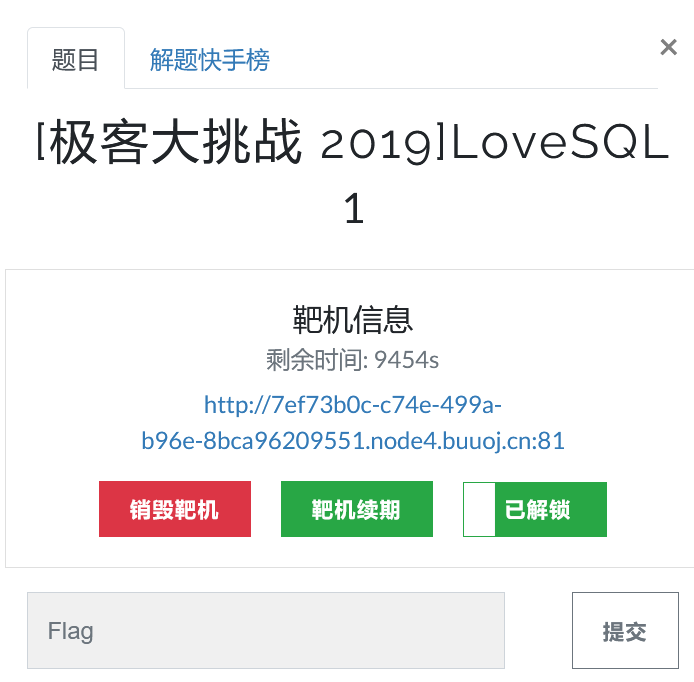 题目
解题快手榜
×
[极客大挑战 2019]LoveSQL
1
靶机信息
剩余时间: 9454s
http://7ef73b0c-c74e-499a-
b96e-8bca96209551.node4.buuoj.cn:81
销毁靶机
靶机续期
已解锁
Flag
提交